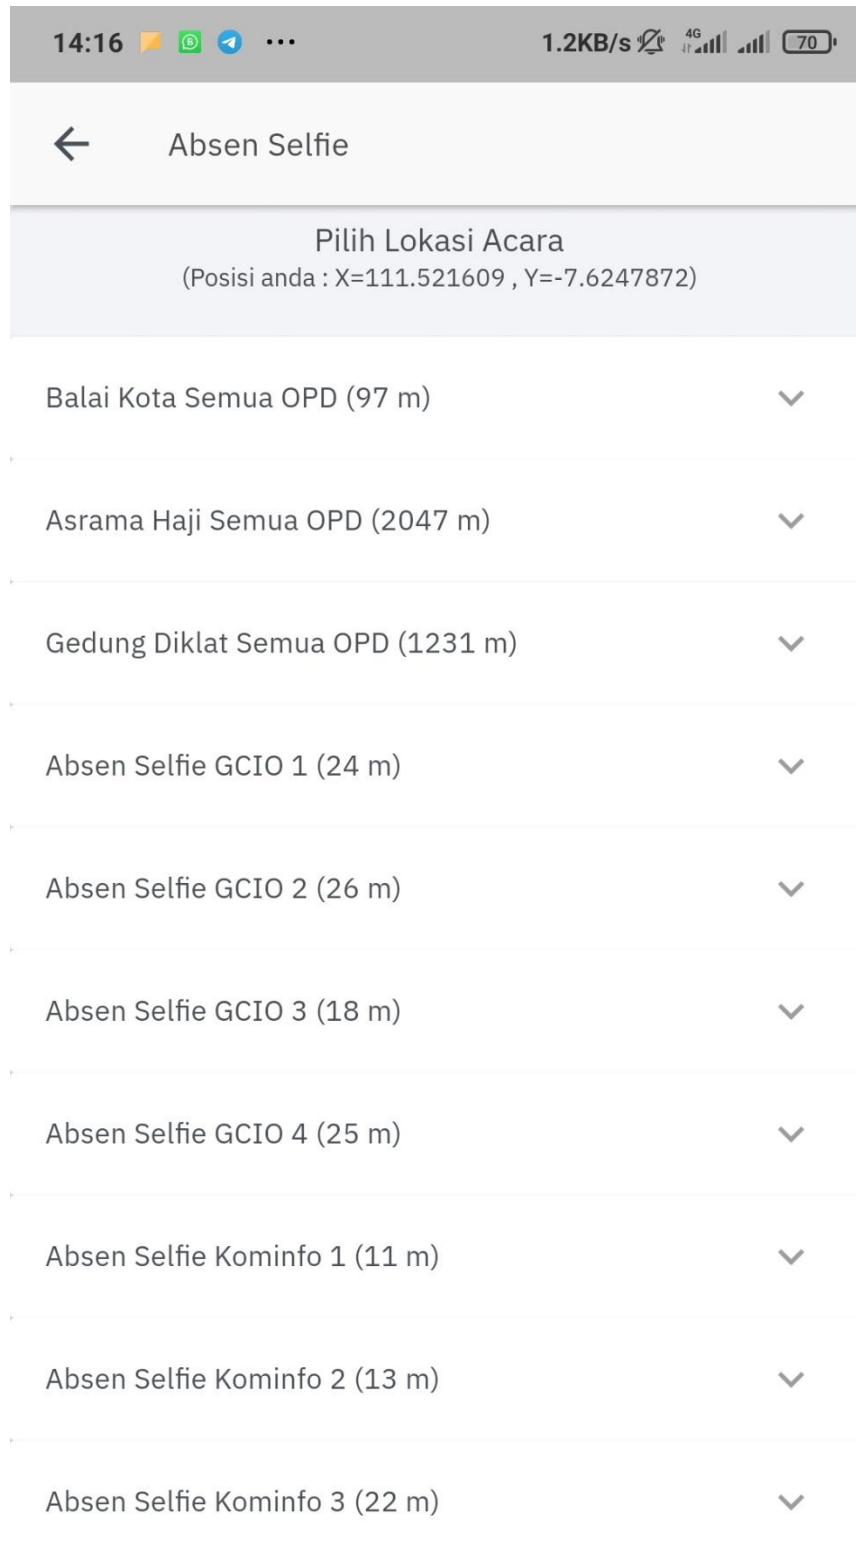 14:16 ... 1.2KB/s 4G 70
Absen Selfie
Pilih Lokasi Acara
(Posisi anda : X=111.521609 , Y=-7.6247872)
Balai Kota Semua OPD (97 m)
Asrama Haji Semua OPD (2047 m)
Gedung Diklat Semua OPD (1231 m)
Absen Selfie GCIO 1 (24 m)
Absen Selfie GCIO 2 (26 m)
Absen Selfie GCIO 3 (18 m)
Absen Selfie GCIO 4 (25 m)
Absen Selfie Kominfo 1 (11 m)
Absen Selfie Kominfo 2 (13 m)
Absen Selfie Kominfo 3 (22 m)